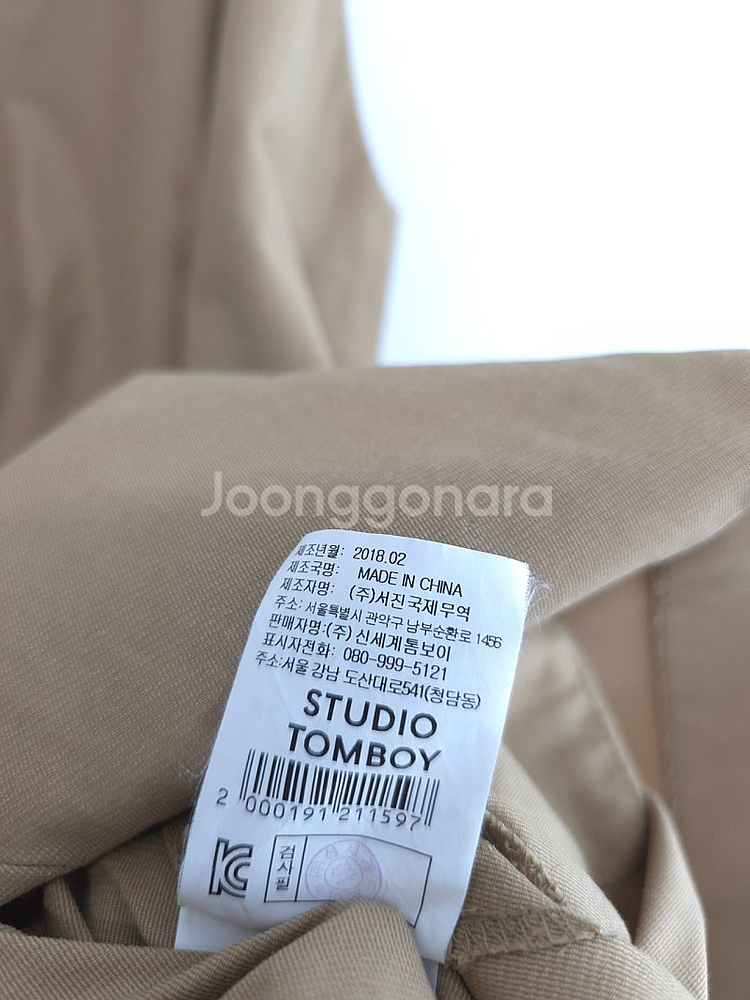 Joonggonara
제조년월: 2018.02
제조국명: MADE IN CHINA
제조자명: (주)서진국제무역
주소: 서울특별시 관악구 남부순환로 1456
판매자명:(주) 신세계톰보이
표시자전화: 080-999-5121
주소:서울 강남 도산대로541(청담동)
STUDIO
TOMBOY
2 000191 211597
검사필